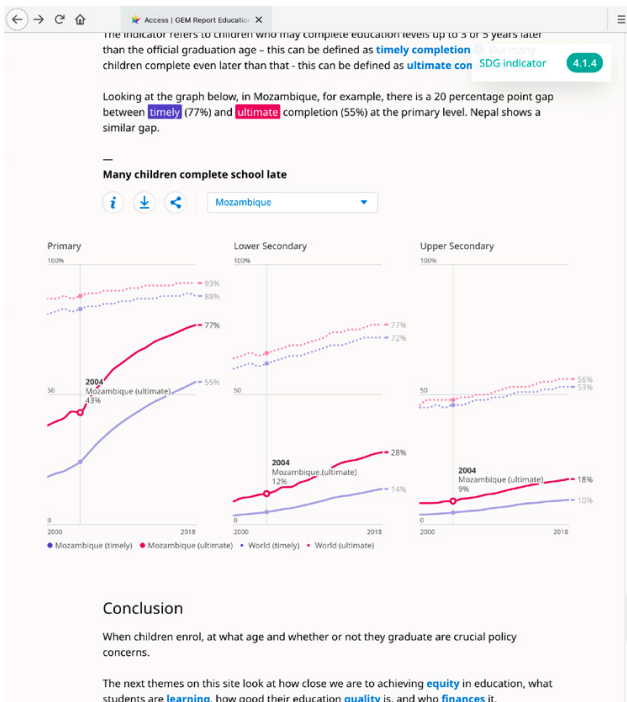 Access | GEM Report Education
The indicator refers to children who may complete education levels up to 3 or 5 years later
than the official graduation age – this can be defined as timely completion. But many
children complete even later than that - this can be defined as ultimate com
SDG indicator 4.1.4
Looking at the graph below, in Mozambique, for example, there is a 20 percentage point gap
between timely (77%) and ultimate completion (55%) at the primary level. Nepal shows a
similar gap.
—
Many children complete school late
Mozambique
Primary
100%
93%
88%
77%
2004
Mozambique (ultimate)
43%
55%
50
0
2000 2018
Lower Secondary
100%
77%
72%
50
2004
Mozambique (ultimate)
12%
28%
14%
0
2000 2018
Upper Secondary
100%
56%
53%
50
2004
Mozambique (ultimate)
9%
18%
10%
0
2000 2018
Mozambique (timely) Mozambique (ultimate) World (timely) World (ultimate)
Conclusion
When children enrol, at what age and whether or not they graduate are crucial policy
concerns.
The next themes on this site look at how close we are to achieving equity in education, what
students are learning, how good their education quality is, and who finances it.